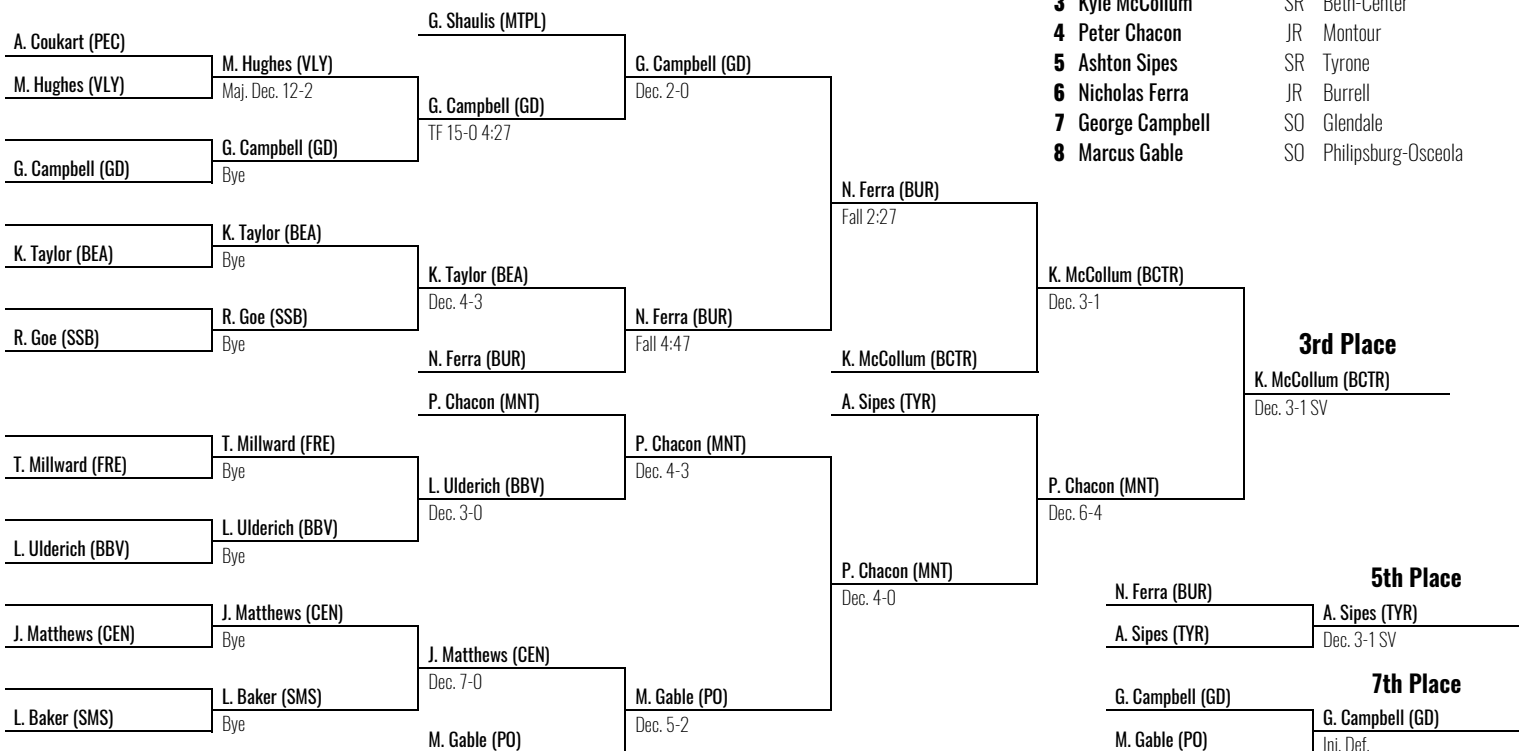 3 Kyle McCollum SR Beth-Center
4 Peter Chacon JR Montour
5 Ashton Sipes SR Tyrone
6 Nicholas Ferra JR Burrell
7 George Campbell SO Glendale
8 Marcus Gable SO Philipsburg-Osceola
A. Coukart (PEC)
M. Hughes (VLY)
G. Campbell (GD)
K. Taylor (BEA)
R. Goe (SSB)
T. Millward (FRE)
L. Ulderich (BBV)
J. Matthews (CEN)
L. Baker (SMS)
M. Hughes (VLY)
Maj. Dec. 12-2
G. Campbell (GD)
Bye
K. Taylor (BEA)
Bye
R. Goe (SSB)
Bye
T. Millward (FRE)
Bye
L. Ulderich (BBV)
Bye
J. Matthews (CEN)
Bye
L. Baker (SMS)
Bye
G. Shaulis (MTPL)
G. Campbell (GD)
TF 15-0 4:27
K. Taylor (BEA)
Dec. 4-3
N. Ferra (BUR)
P. Chacon (MNT)
L. Ulderich (BBV)
Dec. 3-0
J. Matthews (CEN)
Dec. 7-0
M. Gable (PO)
G. Campbell (GD)
Dec. 2-0
N. Ferra (BUR)
Fall 4:47
P. Chacon (MNT)
Dec. 4-3
M. Gable (PO)
Dec. 5-2
N. Ferra (BUR)
Fall 2:27
K. McCollum (BCTR)
A. Sipes (TYR)
P. Chacon (MNT)
Dec. 4-0
K. McCollum (BCTR)
Dec. 3-1
P. Chacon (MNT)
Dec. 6-4
3rd Place
K. McCollum (BCTR)
Dec. 3-1 SV
5th Place
N. Ferra (BUR)
A. Sipes (TYR)
A. Sipes (TYR)
Dec. 3-1 SV
7th Place
G. Campbell (GD)
M. Gable (PO)
G. Campbell (GD)
Inj. Def.